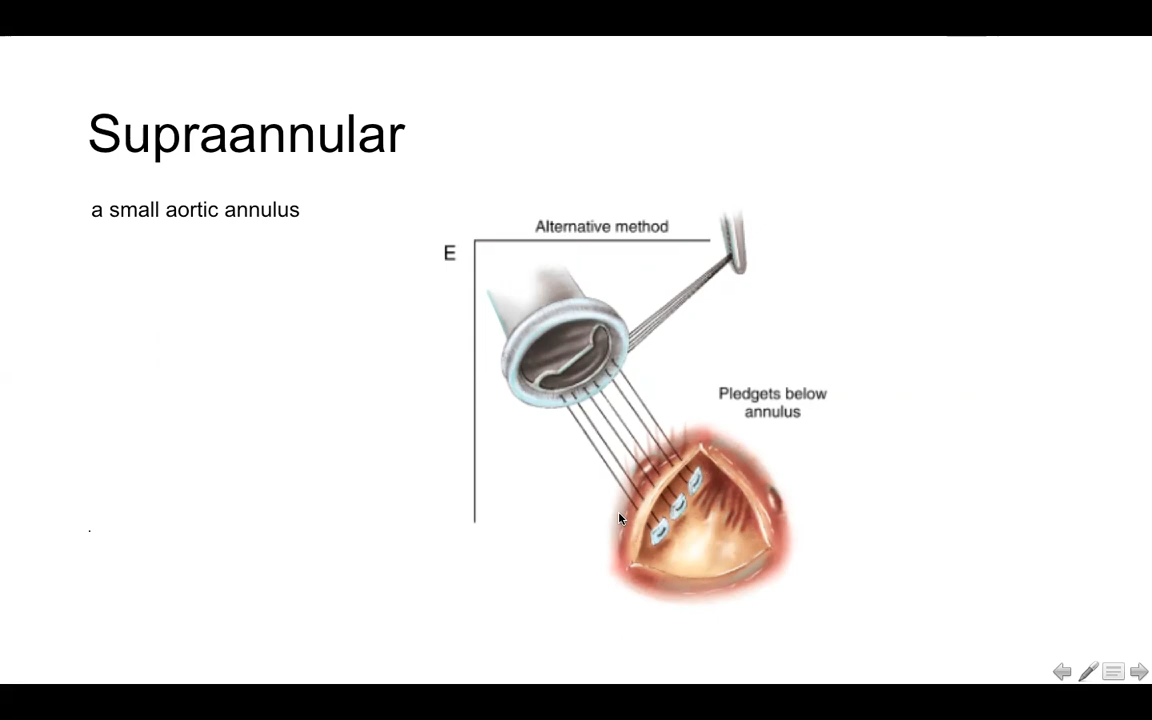 Supraannular
a small aortic annulus
Alternative method
E
Pledgets below
annulus
.